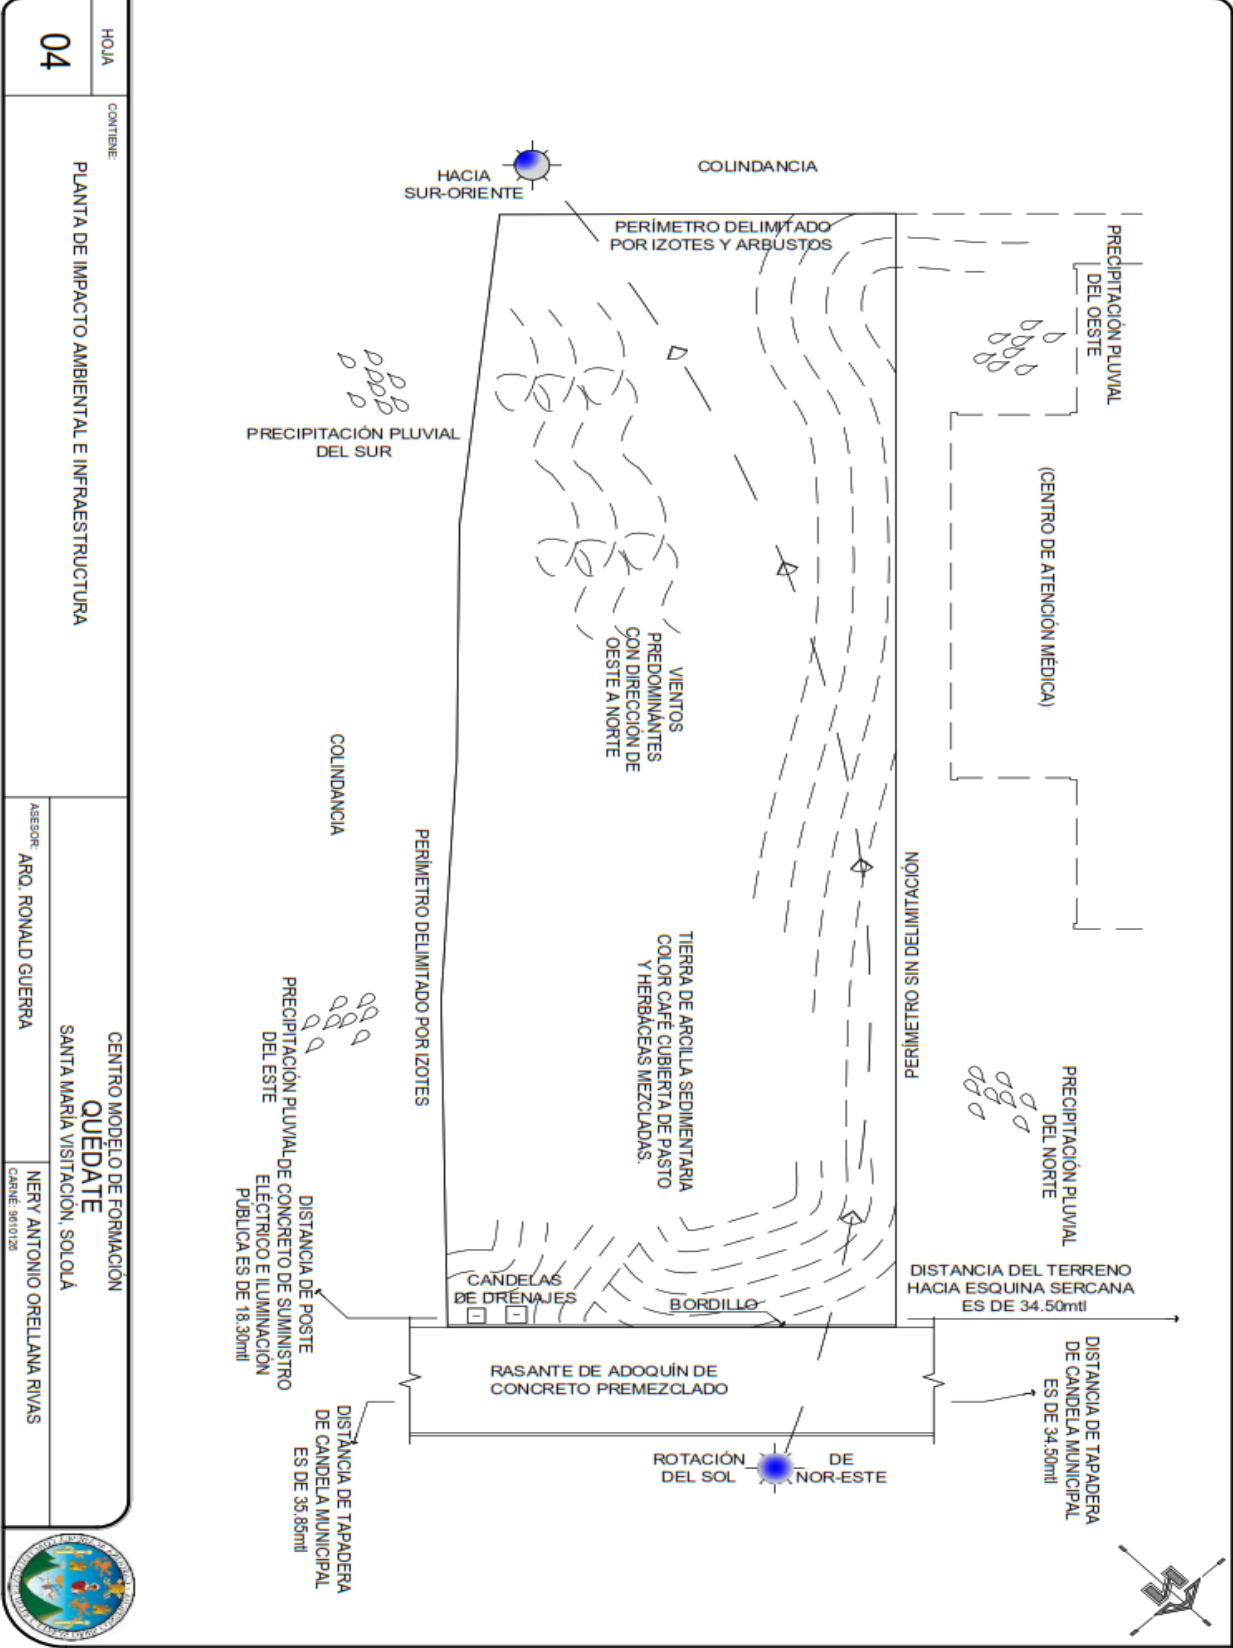 COLINDANCIA
HACIA
SUR-ORIENTE
PERÍMETRO DELIMITADO
POR IZOTES Y ARBUSTOS
PRECIPITACIÓN PLUVIAL
DEL OESTE
PRECIPITACIÓN PLUVIAL
DEL SUR
(CENTRO DE ATENCIÓN MÉDICA)
VIENTOS
PREDOMINÁNTES
CON DIRECCIÓN DE
OESTE A NORTE
COLINDANCIA
PERÍMETRO DELIMITADO POR IZOTES
PERÍMETRO SIN DELIMITACIÓN
TIERRA DE ARCILLA SEDIMENTARIA
COLOR CAFÉ CUBIERTA DE PASTO
Y HERBÁCEAS MEZCLADAS.
PRECIPITACIÓN PLUVIAL
DEL ESTE
PRECIPITACIÓN PLUVIAL
DEL NORTE
DISTANCIA DE POSTE
DE CONCRETO DE SUMINISTRO
ELÉCTRICO E ILUMINACIÓN
PÚBLICA ES DE 18.30mtl
CANDELAS
DE DRENAJES
BORDILLO
DISTANCIA DEL TERRENO
HACIA ESQUINA SERCANA
ES DE 34.50mtl
RASANTE DE ADOQUÍN DE
CONCRETO PREMEZCLADO
DISTANCIA DE TAPADERA
DE CANDELA MUNICIPAL
ES DE 34.50mtl
DISTANCIA DE TAPADERA
DE CANDELA MUNICIPAL
ES DE 35.85mtl
ROTACIÓN DE
DEL SOL NOR-ESTE
HOJA
04
CONTIENE:
PLANTA DE IMPACTO AMBIENTAL E INFRAESTRUCTURA
CENTRO MODELO DE FORMACIÓN
QUÉDATE
SANTA MARÍA VISITACIÓN, SOLOLÁ
ASESOR: ARQ. RONALD GUERRA
NERY ANTONIO ORELLANA RIVAS
CARNÉ: 9610126